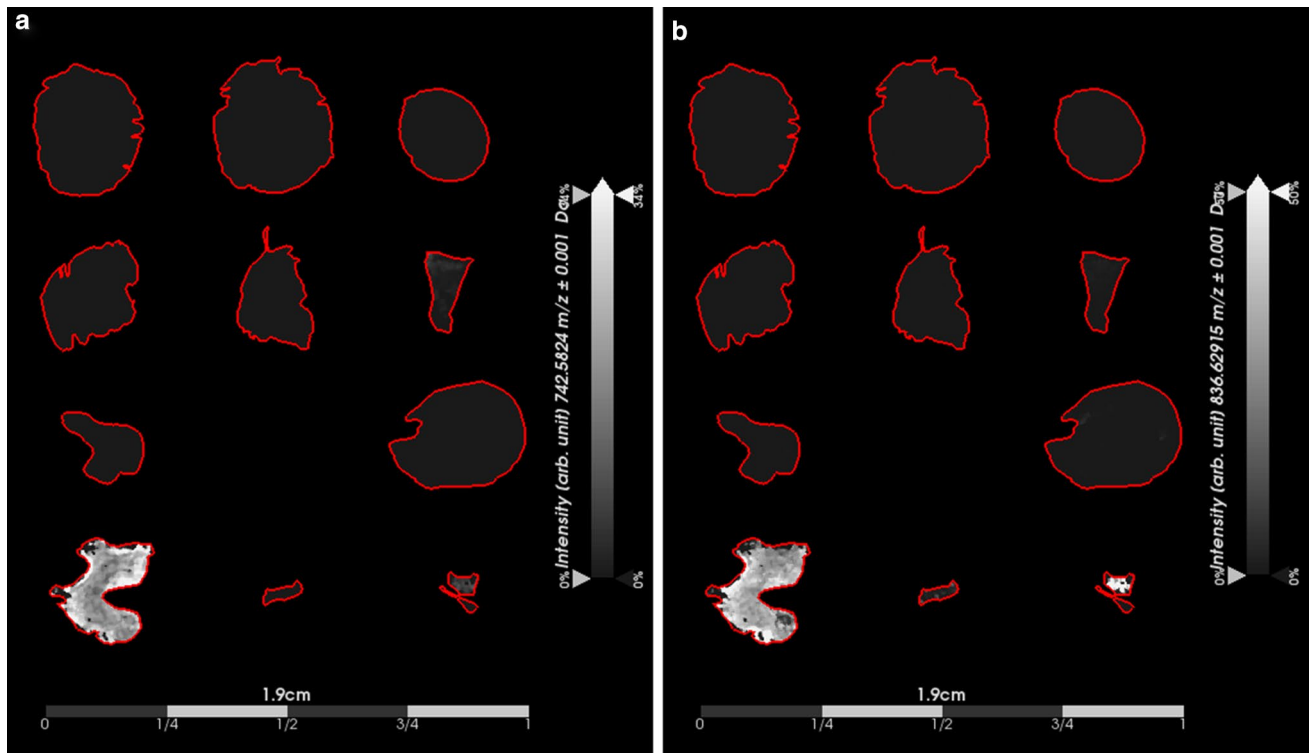 a
Intensity (arb. unit) 742.5824 m/z ± 0.001 Da
34%
0%
0%
1.9cm
0
1/4
1/2
3/4
1
b
Intensity (arb. unit) 836.62915 m/z ± 0.001 Da
50%
0%
0%
1.9cm
0
1/4
1/2
3/4
1